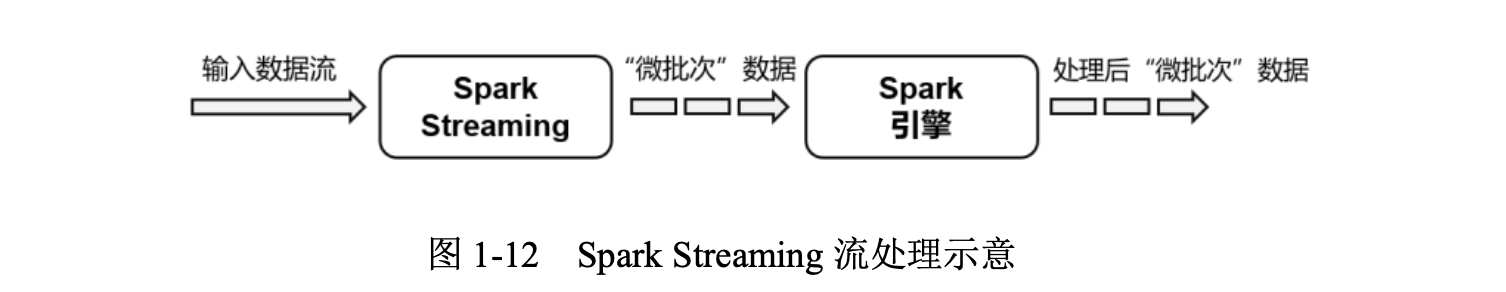 输入数据流
Spark
Streaming
“微批次”数据
Spark
引擎
处理后“微批次”数据
图 1-12 Spark Streaming 流处理示意